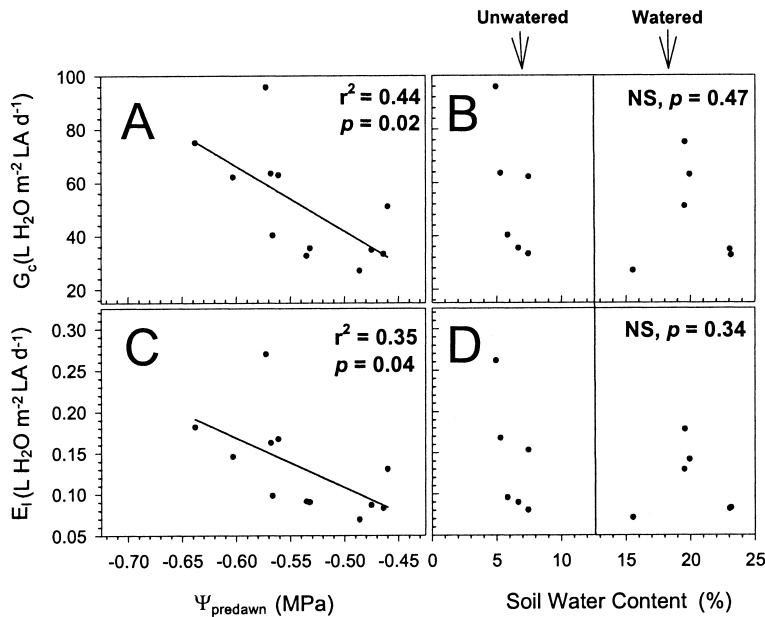 Unwatered
Watered
100
80
60
40
20
G_c(L H₂O m⁻² LA d⁻¹)
A
r² = 0.44
p = 0.02
B
NS, p = 0.47
0.30
0.25
0.20
0.15
0.10
0.05
E_l(L H₂O m⁻² LA d⁻¹)
C
r² = 0.35
p = 0.04
D
NS, p = 0.34
-0.70 -0.65 -0.60 -0.55 -0.50 -0.45
0 5 10 15 20 25
Ψpredawn (MPa)
Soil Water Content (%)